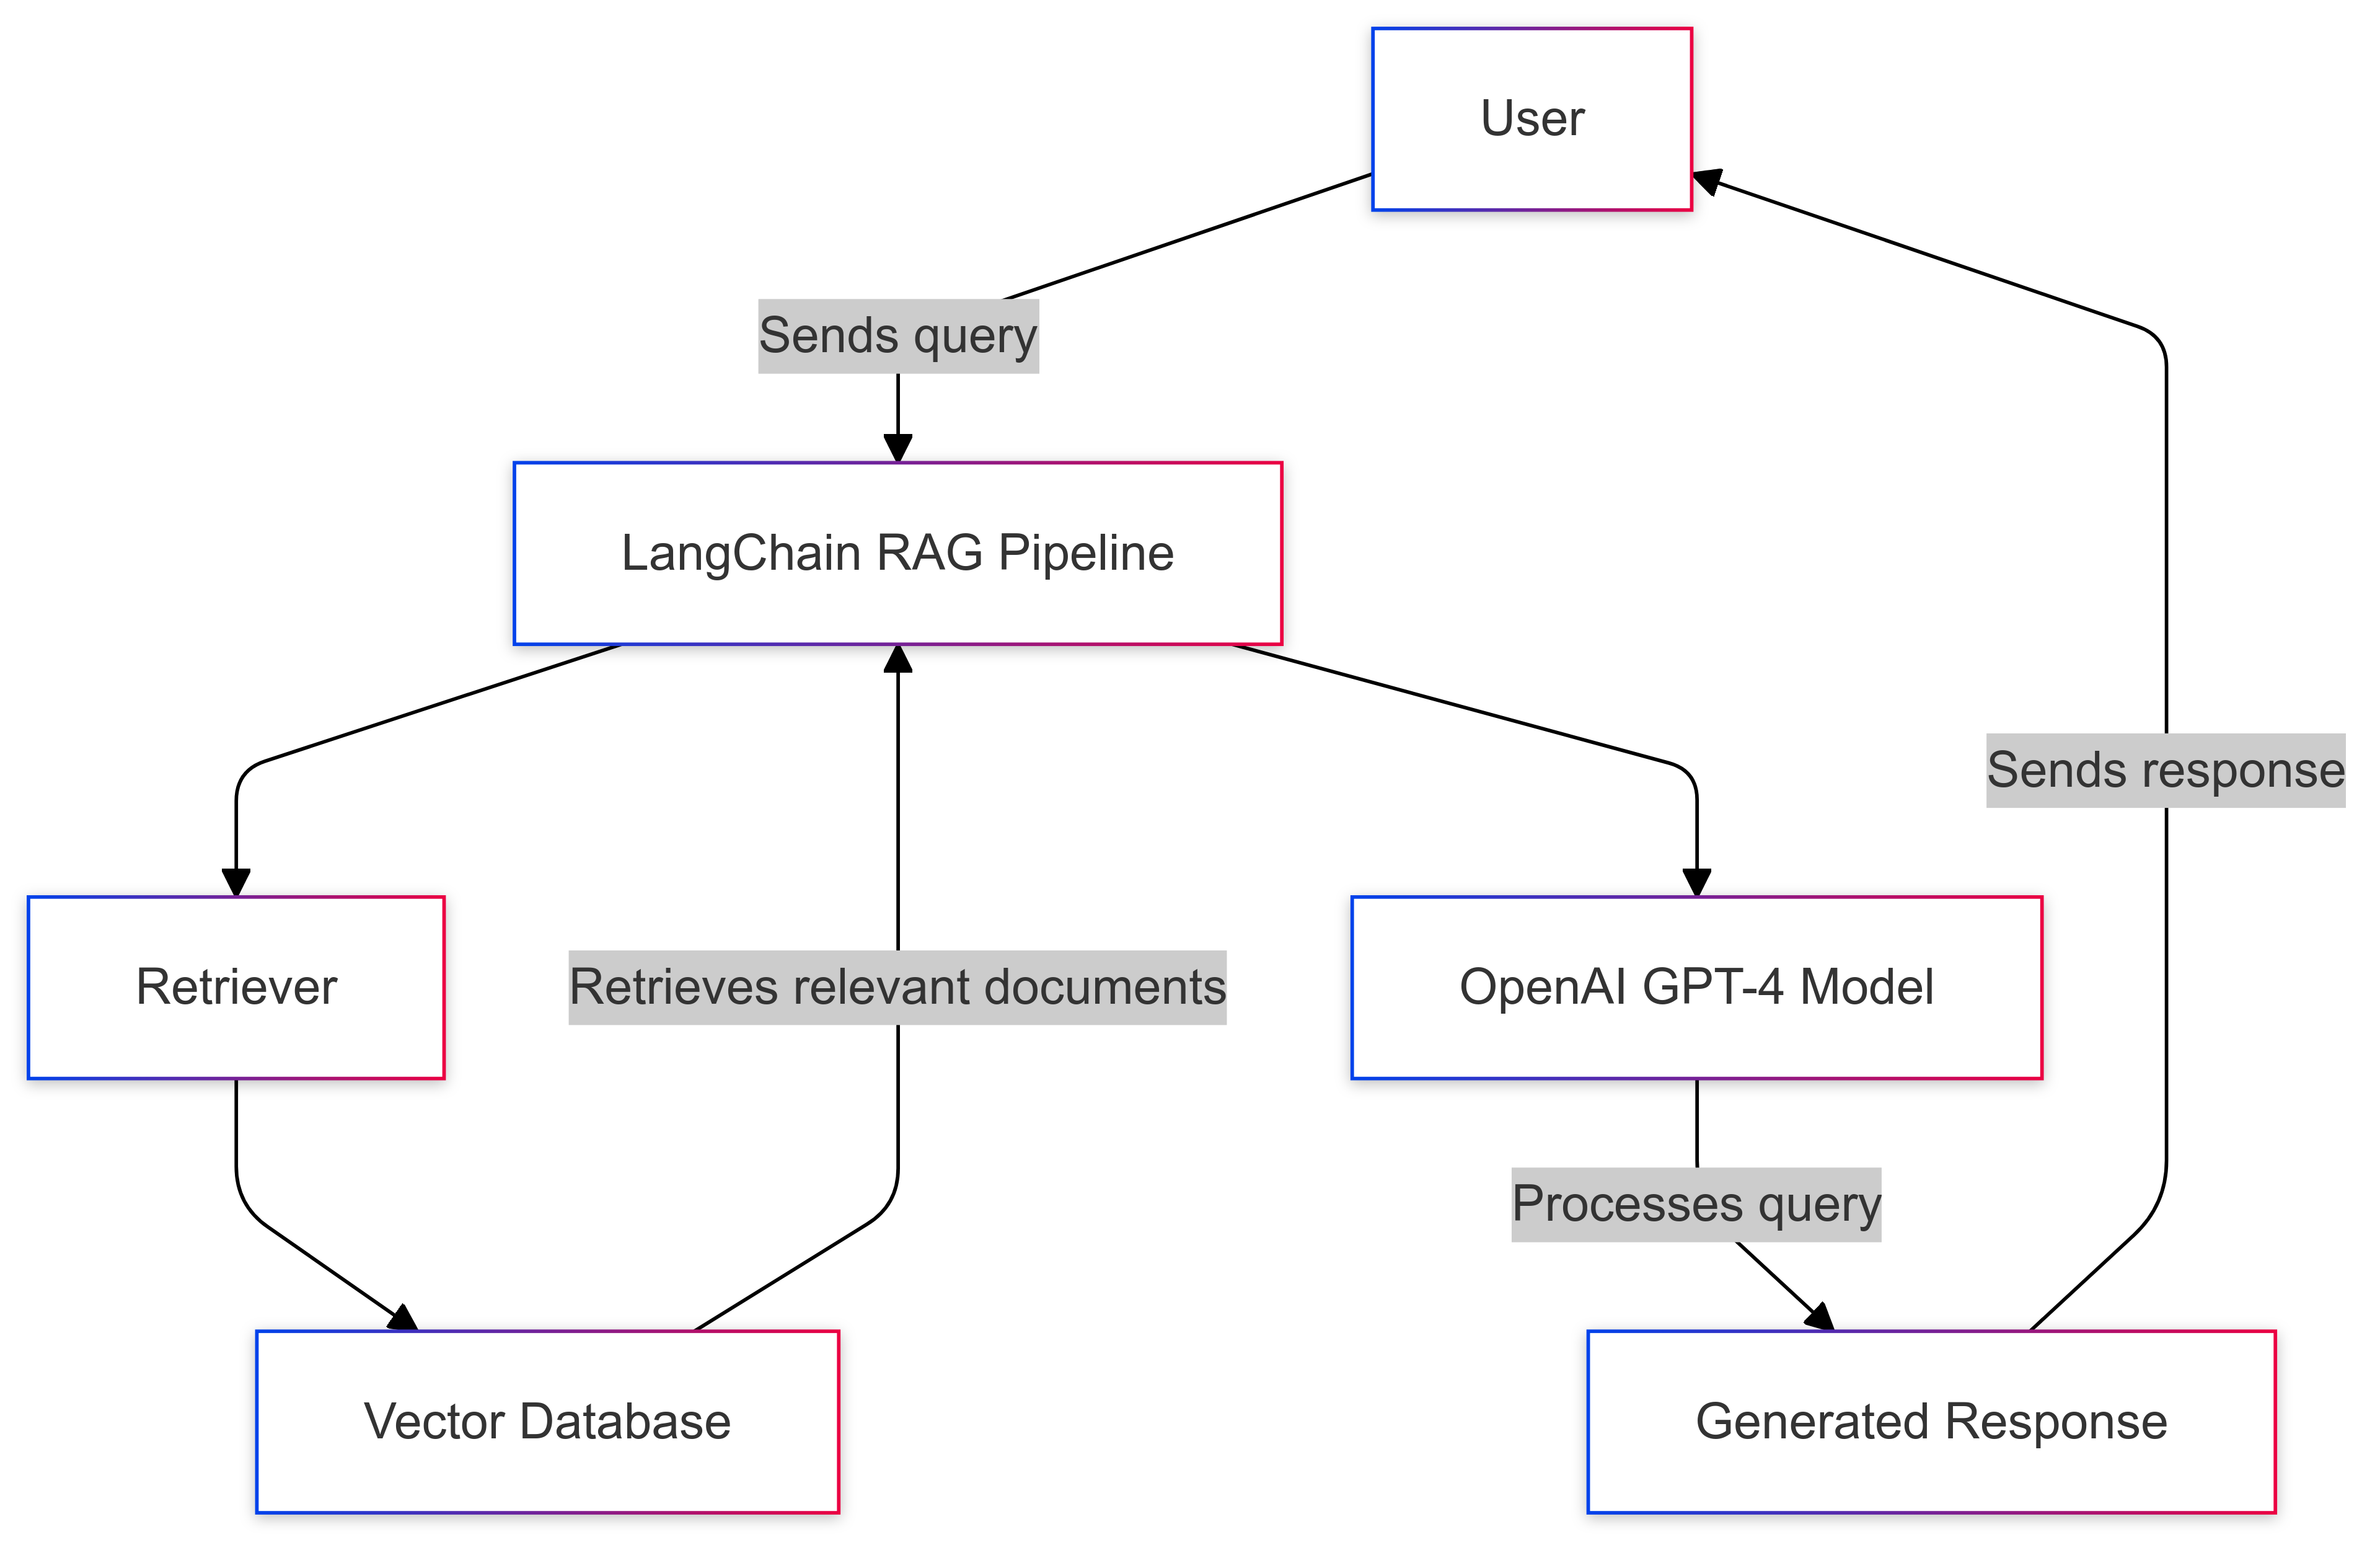 User
Sends query
LangChain RAG Pipeline
Sends response
Retriever
Retrieves relevant documents
OpenAI GPT-4 Model
Processes query
Vector Database
Generated Response